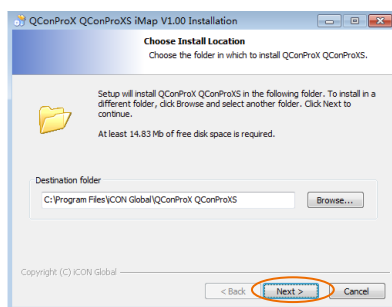 QConProX QConProXS iMap V1.00 Installation
Choose Install Location
Choose the folder in which to install QConProX QConProXS.
Setup will install QConProX QConProXS in the following folder. To install in a
different folder, click Browse and select another folder. Click Next to
continue.
At least 14.83 Mb of free disk space is required.
Destination folder
C:\Program Files\iCON Global\QConProX QConProXS
Browse...
Copyright (C) iCON Global
< Back
Next >
Cancel